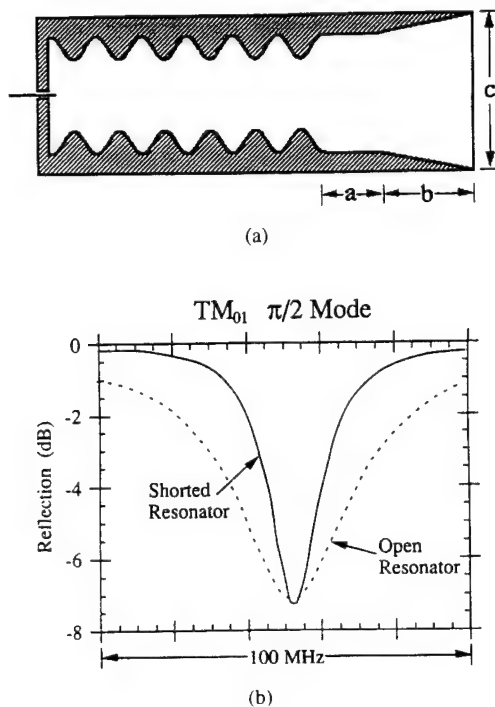 c
a
b
(a)
TM01 π/2 Mode
0
-2
-4
-6
-8
Reflection (dB)
Shorted
Resonator
Open
Resonator
100 MHz
(b)